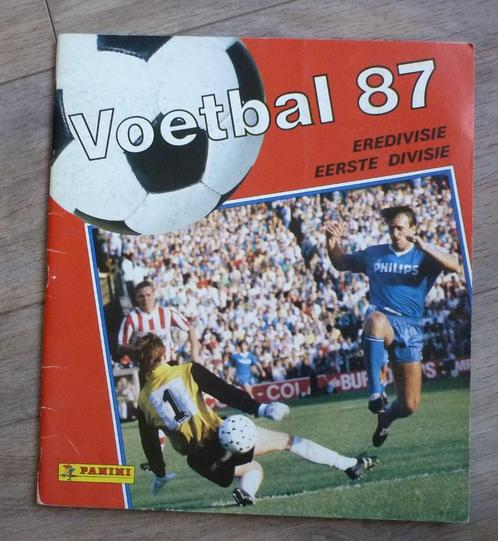 Voetbal 87
EREDIVISIE
EERSTE DIVISIE
PHILIPS
1
PANINI